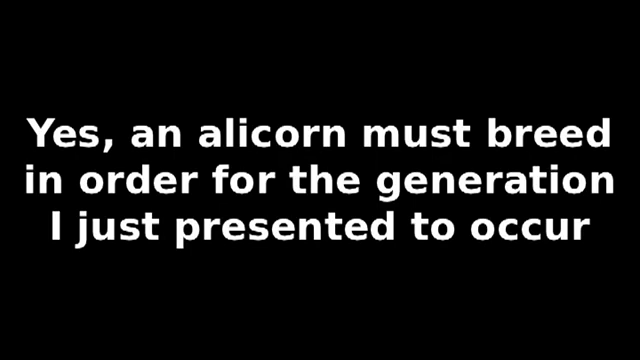 Yes, an alicorn must breed
in order for the generation
I just presented to occur